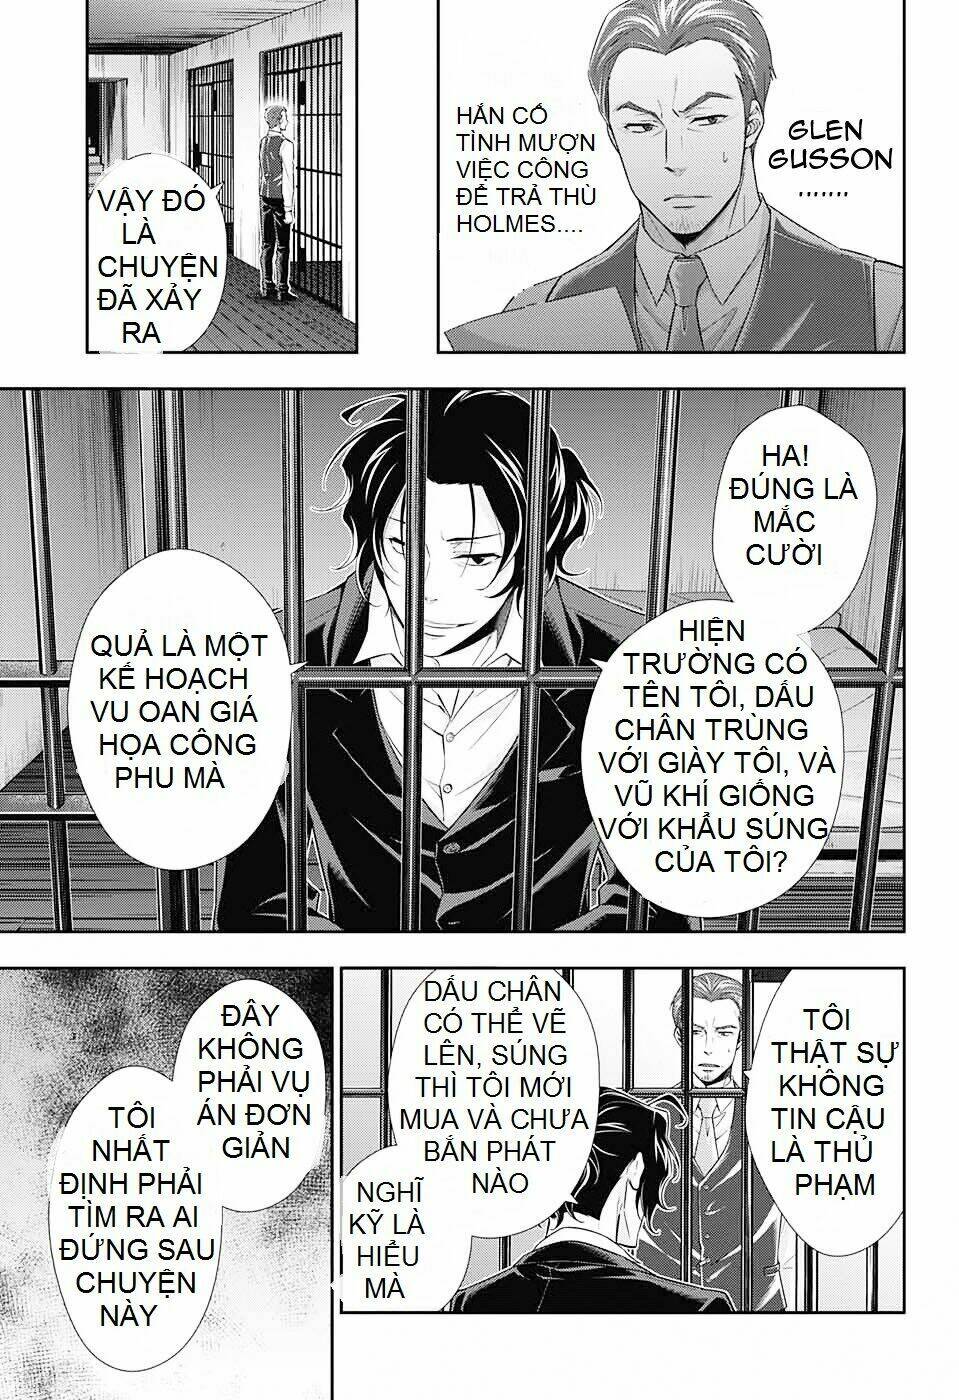 GLEN
GUSSON
.......
HẮN CỐ
TÌNH MƯỢN
VIỆC CÔNG
ĐỂ TRẢ THÙ
HOLMES....
VẬY ĐÓ
LÀ
CHUYỆN
ĐÃ XẢY
RA
HA!
ĐÚNG LÀ
MẮC
CƯỜI
HIỆN
TRƯỜNG CÓ
TÊN TÔI, DẤU
CHÂN TRÙNG
VỚI GIÀY TÔI, VÀ
VŨ KHÍ GIỐNG
VỚI KHẨU SÚNG
CỦA TÔI?
QUẢ LÀ MỘT
KẾ HOẠCH
VU OAN GIÁ
HỌA CÔNG
PHU MÀ
TÔI
THẬT SỰ
KHÔNG
TIN CẬU
LÀ THỦ
PHẠM
DẤU CHÂN
CÓ THỂ VẼ
LÊN, SÚNG
THÌ TÔI MỚI
MUA VÀ CHƯA
BẮN PHÁT
NÀO
NGHĨ
KỸ LÀ
HIỂU
MÀ
ĐÂY
KHÔNG
PHẢI VỤ
ÁN ĐƠN
GIẢN
TÔI
NHẤT
ĐỊNH PHẢI
TÌM RA AI
ĐỨNG SAU
CHUYỆN
NÀY